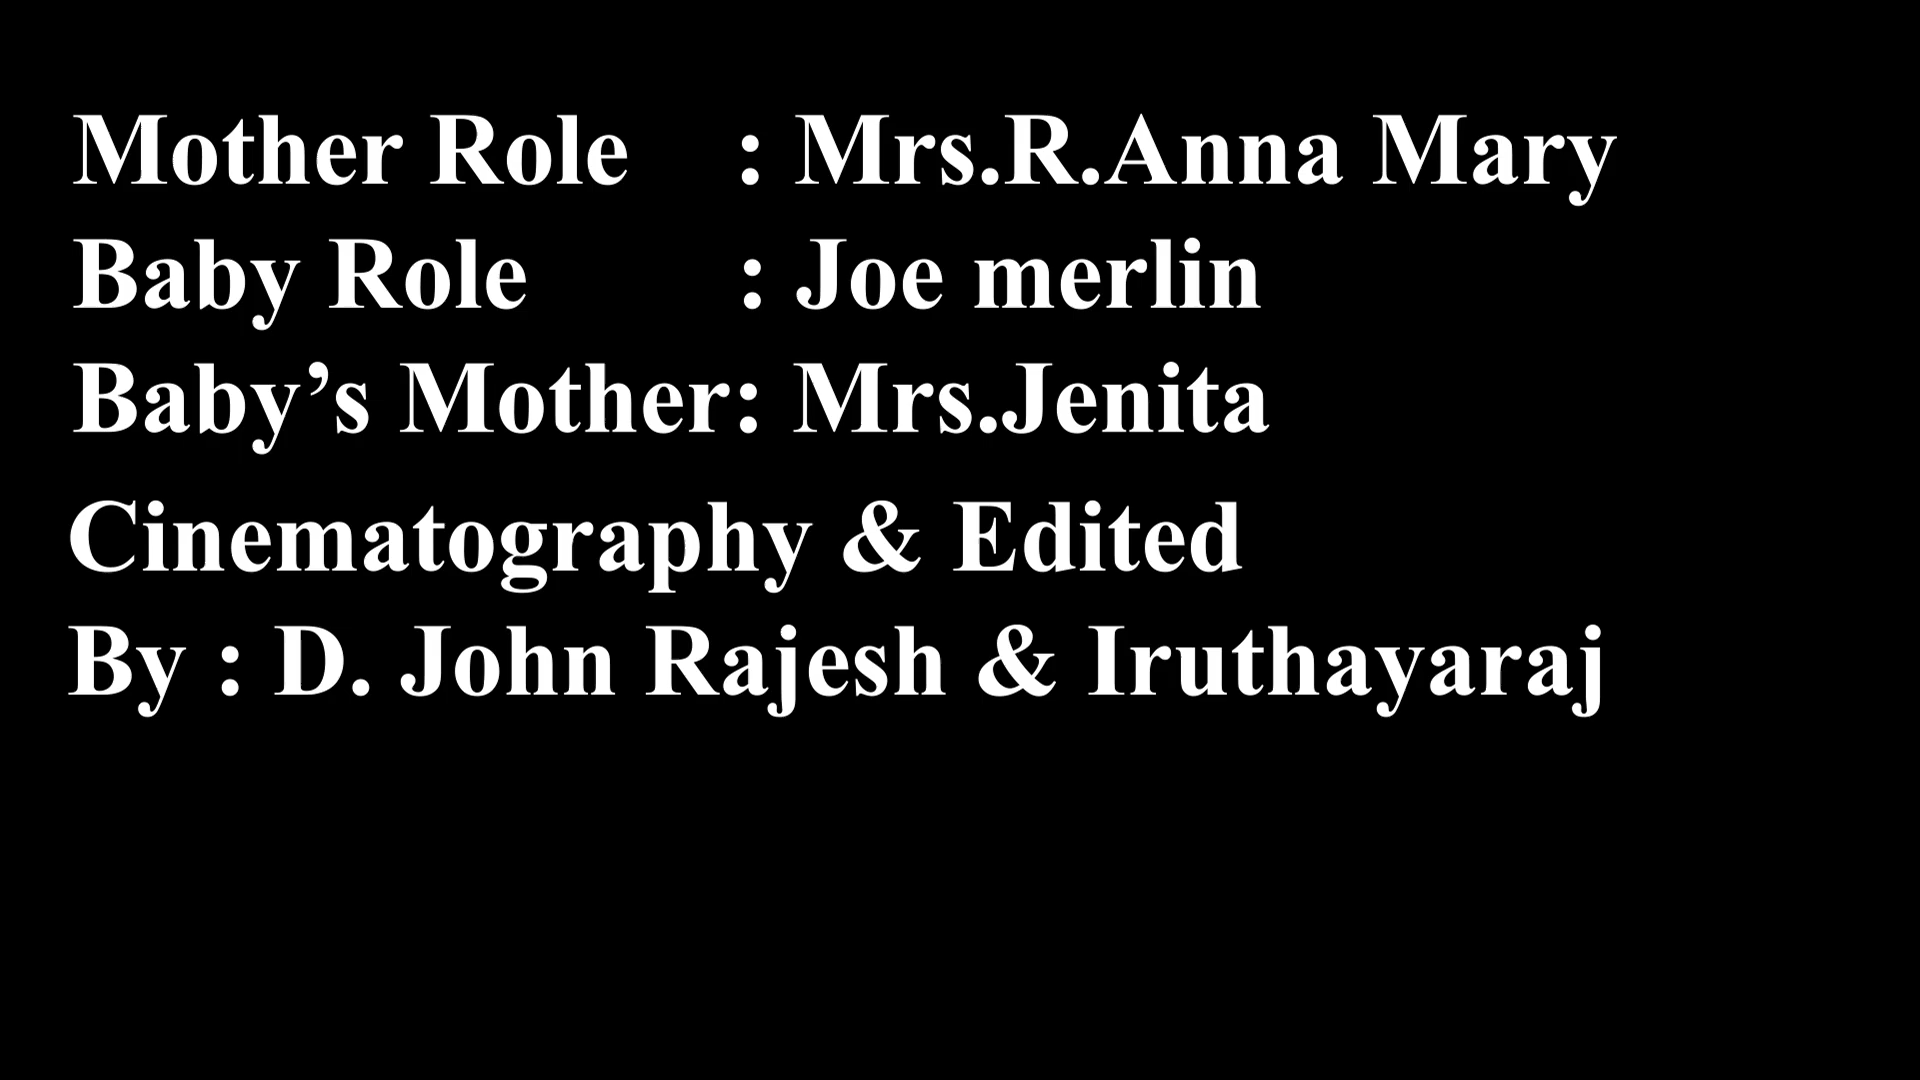 Mother Role : Mrs.R.Anna Mary
Baby Role : Joe merlin
Baby’s Mother: Mrs.Jenita
Cinematography & Edited
By : D. John Rajesh & Iruthayaraj